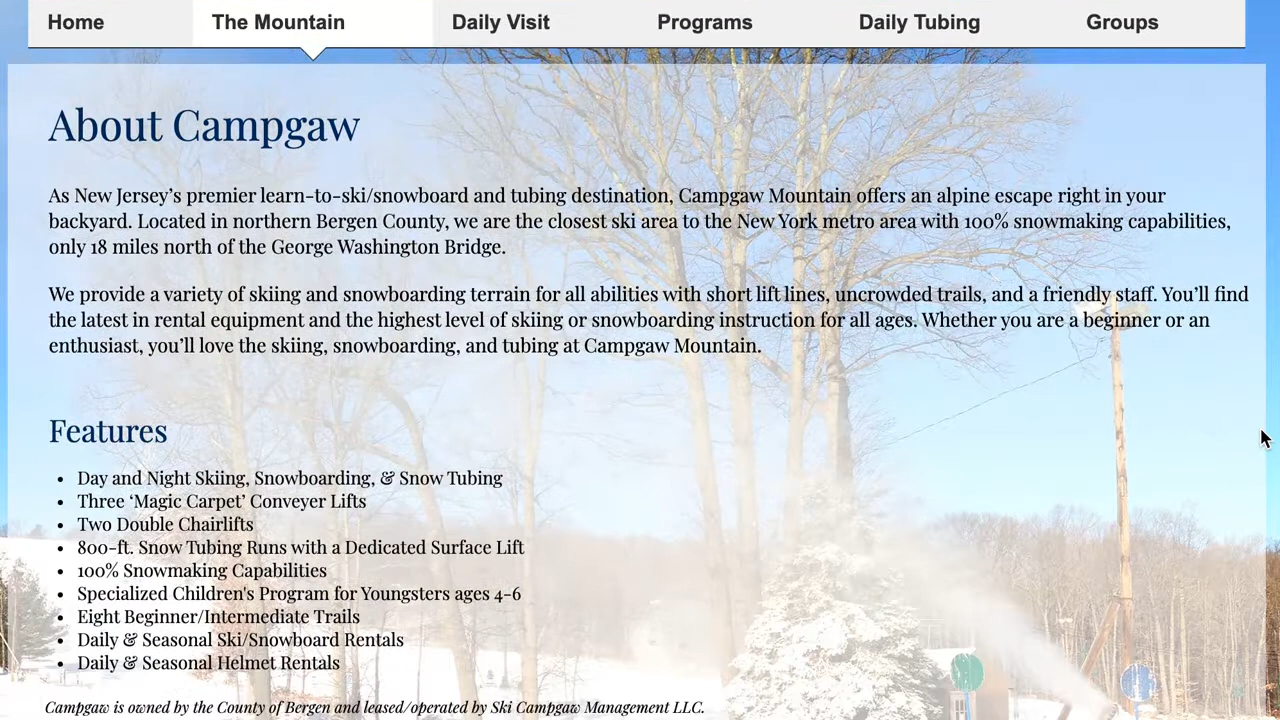 Home The Mountain Daily Visit Programs Daily Tubing Groups
About Campgaw
As New Jersey’s premier learn-to-ski/snowboard and tubing destination, Campgaw Mountain offers an alpine escape right in your
backyard. Located in northern Bergen County, we are the closest ski area to the New York metro area with 100% snowmaking capabilities,
only 18 miles north of the George Washington Bridge.
We provide a variety of skiing and snowboarding terrain for all abilities with short lift lines, uncrowded trails, and a friendly staff. You’ll find
the latest in rental equipment and the highest level of skiing or snowboarding instruction for all ages. Whether you are a beginner or an
enthusiast, you’ll love the skiing, snowboarding, and tubing at Campgaw Mountain.
Features
• Day and Night Skiing, Snowboarding, & Snow Tubing
• Three ‘Magic Carpet’ Conveyer Lifts
• Two Double Chairlifts
• 800-ft. Snow Tubing Runs with a Dedicated Surface Lift
• 100% Snowmaking Capabilities
• Specialized Children's Program for Youngsters ages 4-6
• Eight Beginner/Intermediate Trails
• Daily & Seasonal Ski/Snowboard Rentals
• Daily & Seasonal Helmet Rentals
Campgaw is owned by the County of Bergen and leased/operated by Ski Campgaw Management LLC.